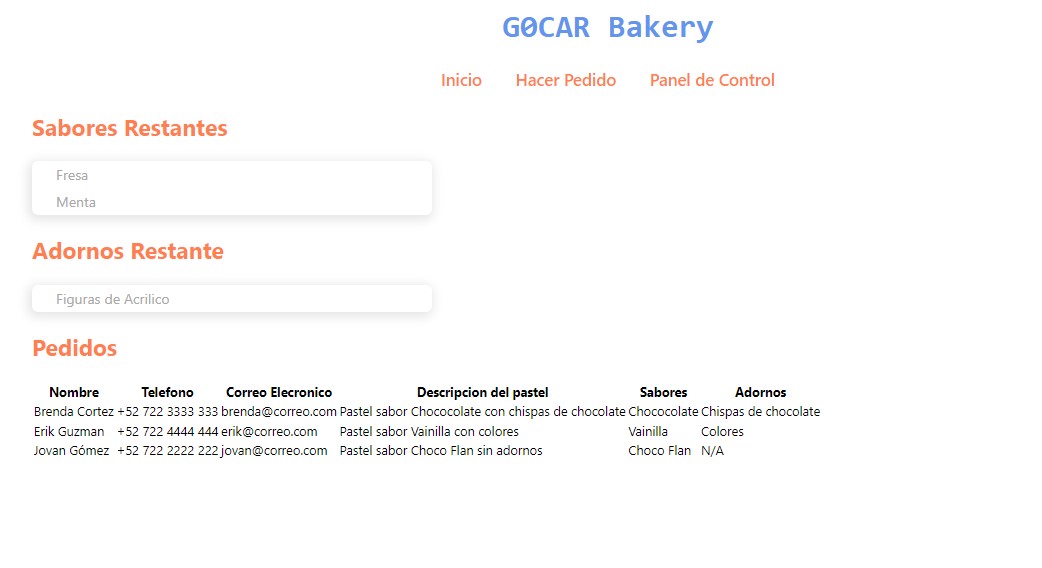 G0CAR Bakery
Inicio Hacer Pedido Panel de Control
Sabores Restantes
Fresa
Menta
Adornos Restante
Figuras de Acrilico
Pedidos
Nombre Telefono Correo Elecronico Descripcion del pastel Sabores Adornos
Brenda Cortez +52 722 3333 333 brenda@correo.com Pastel sabor Chococolate con chispas de chocolate Chococolate Chispas de chocolate
Erik Guzman +52 722 4444 444 erik@correo.com Pastel sabor Vainilla con colores Vainilla Colores
Jovan Gómez +52 722 2222 222 jovan@correo.com Pastel sabor Choco Flan sin adornos Choco Flan N/A